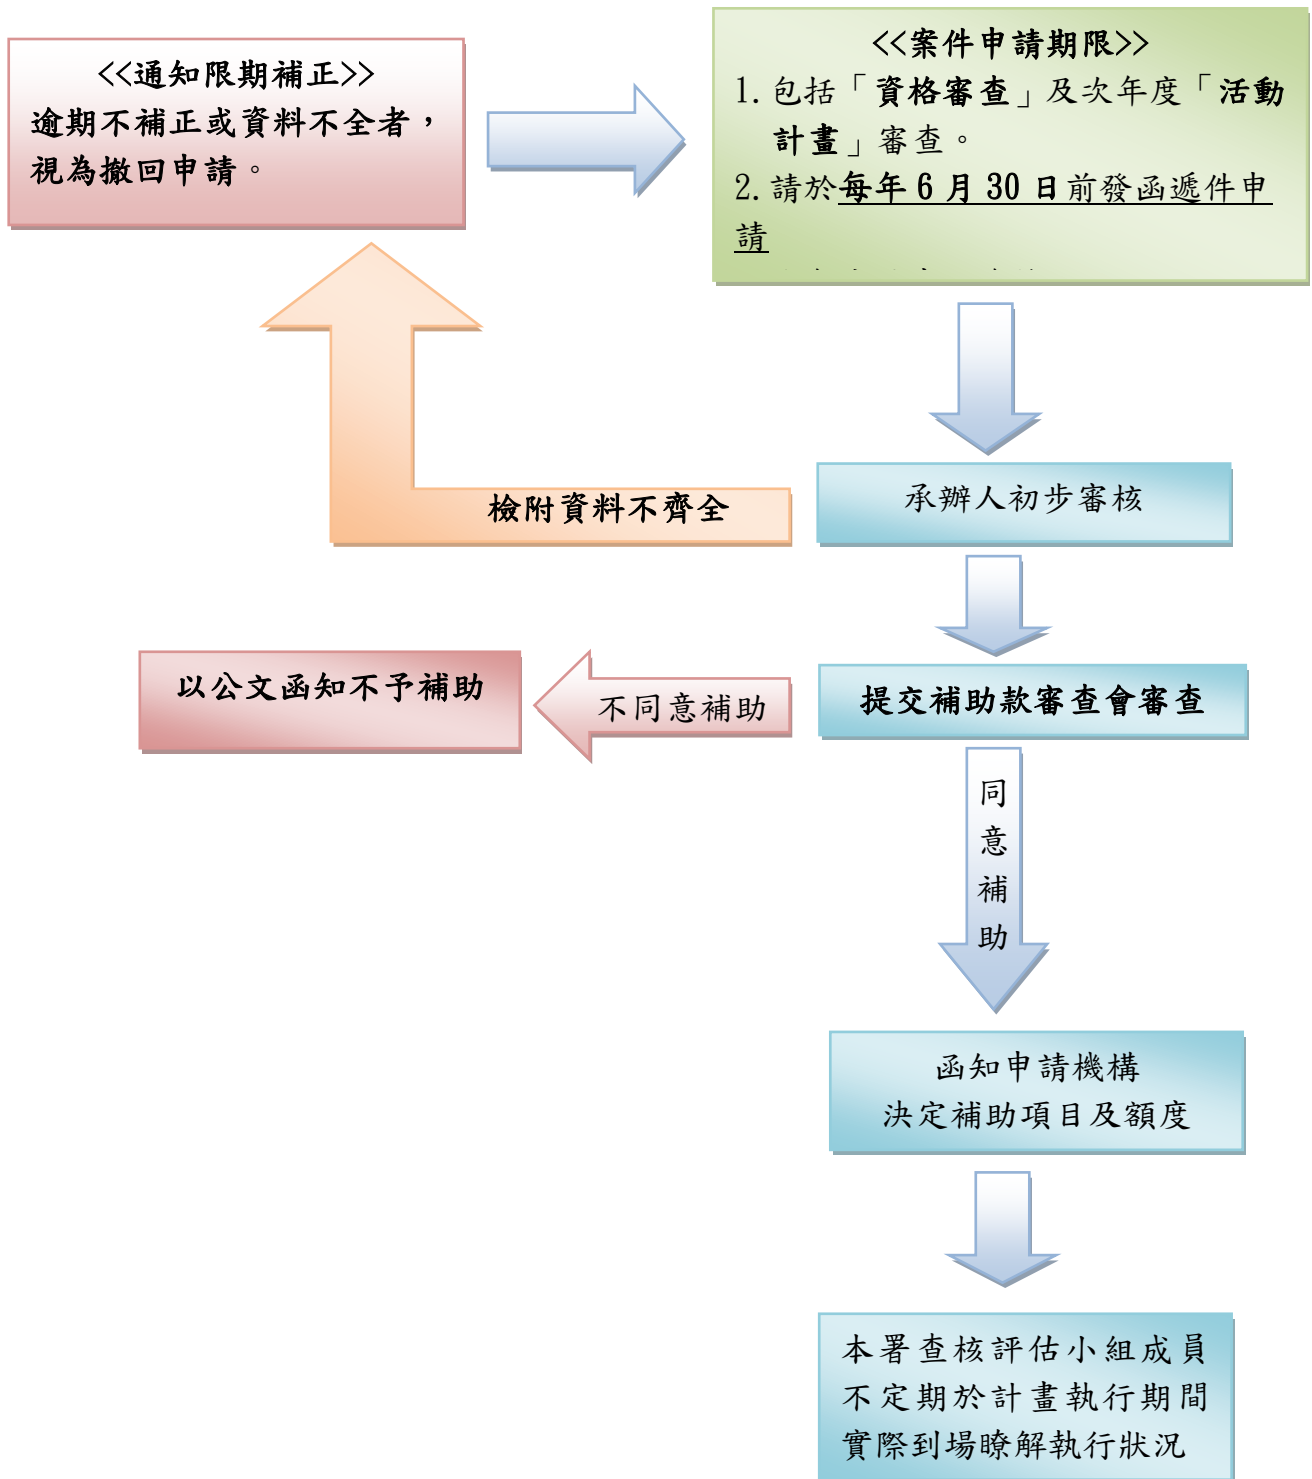 <<通知限期補正>>
逾期不補正或資料不全者，
視為撤回申請。
<<案件申請期限>>
1.包括「資格審查」及次年度「活動
計畫」審查。
2.請於每年 6 月 30 日前發函遞件申
請
承辦人初步審核
檢附資料不齊全
提交補助款審查會審查
不同意補助
以公文函知不予補助
同
意
補
助
函知申請機構
決定補助項目及額度
本署查核評估小組成員
不定期於計畫執行期間
實際到場瞭解執行狀況